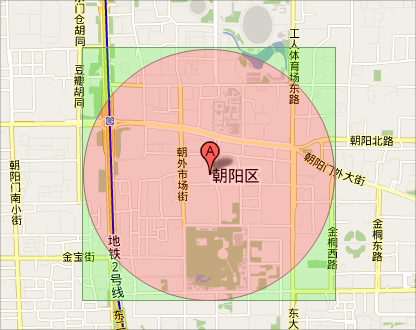 东门仓胡同
豆瓣胡同
工人体育场东路
朝阳北路
朝阳门外大街
朝外市场街
A
朝阳区
朝阳门南小街
金宝街
地铁2号线
金桐西路
金桐东路
东大
东